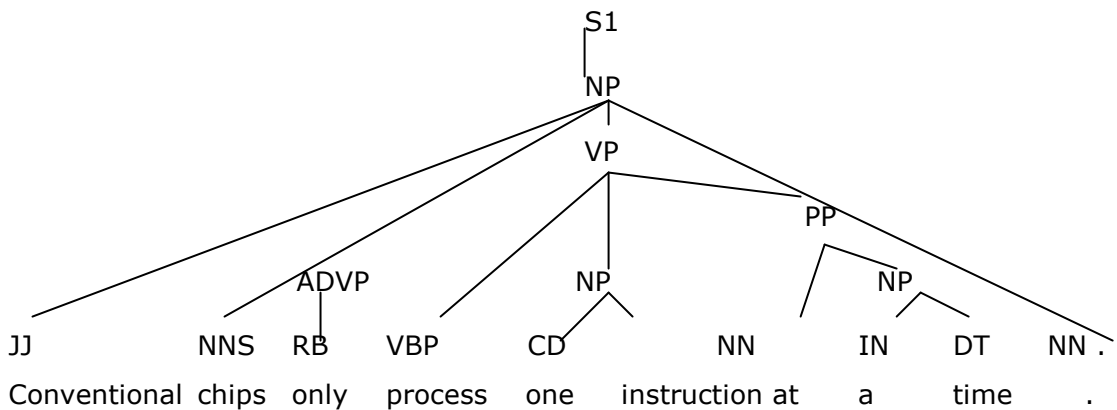 S1
NP
VP
PP
ADVP NP NP
JJ NNS RB VBP CD NN IN DT NN .
Conventional chips only process one instruction at a time .